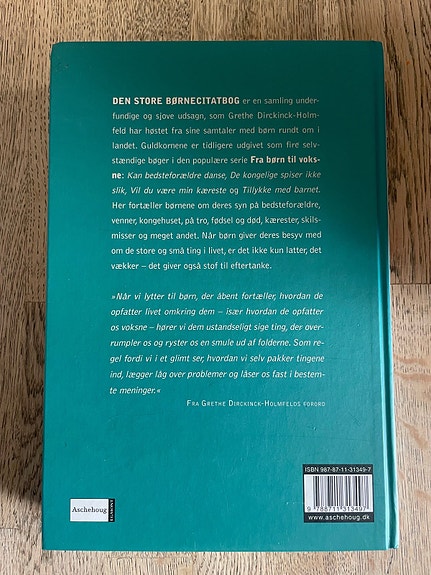 DEN STORE BØRNECITATBOG er en samling under-
fundige og sjove udsagn, som Grethe Dirckinck-Holm-
feld har høstet fra sine samtaler med børn rundt om i
landet. Guldkornene er tidligere udgivet som fire selv-
stændige bøger i den populære serie Fra børn til voks-
ne: Kan bedsteforældre danse, De kongelige spiser ikke
slik, Vil du være min kæreste og Tillykke med barnet.
Her fortæller børnene om deres syn på bedsteforældre,
venner, kongehuset, på tro, fødsel og død, kærester, skils-
misser og meget andet. Når børn giver deres besyv med
om de store og små ting i livet, er det ikke kun latter, det
vækker – det giver også stof til eftertanke.
»Når vi lytter til børn, der åbent fortæller, hvordan de
opfatter livet omkring dem – især hvordan de opfatter
os voksne – hører vi dem ustandseligt sige ting, der over-
rumpler os og ryster os en smule ud af folderne. Som re-
gel fordi vi i et glimt ser, hvordan vi selv pakker tingene
ind, lægger låg over problemer og låser os fast i bestem-
te meninger.«
FRA GRETHE DIRCKINCK-HOLMFELDS FORORD
ISBN 987-87-11-31349-7
9 788711 313497
www.aschehoug.dk
Aschehoug